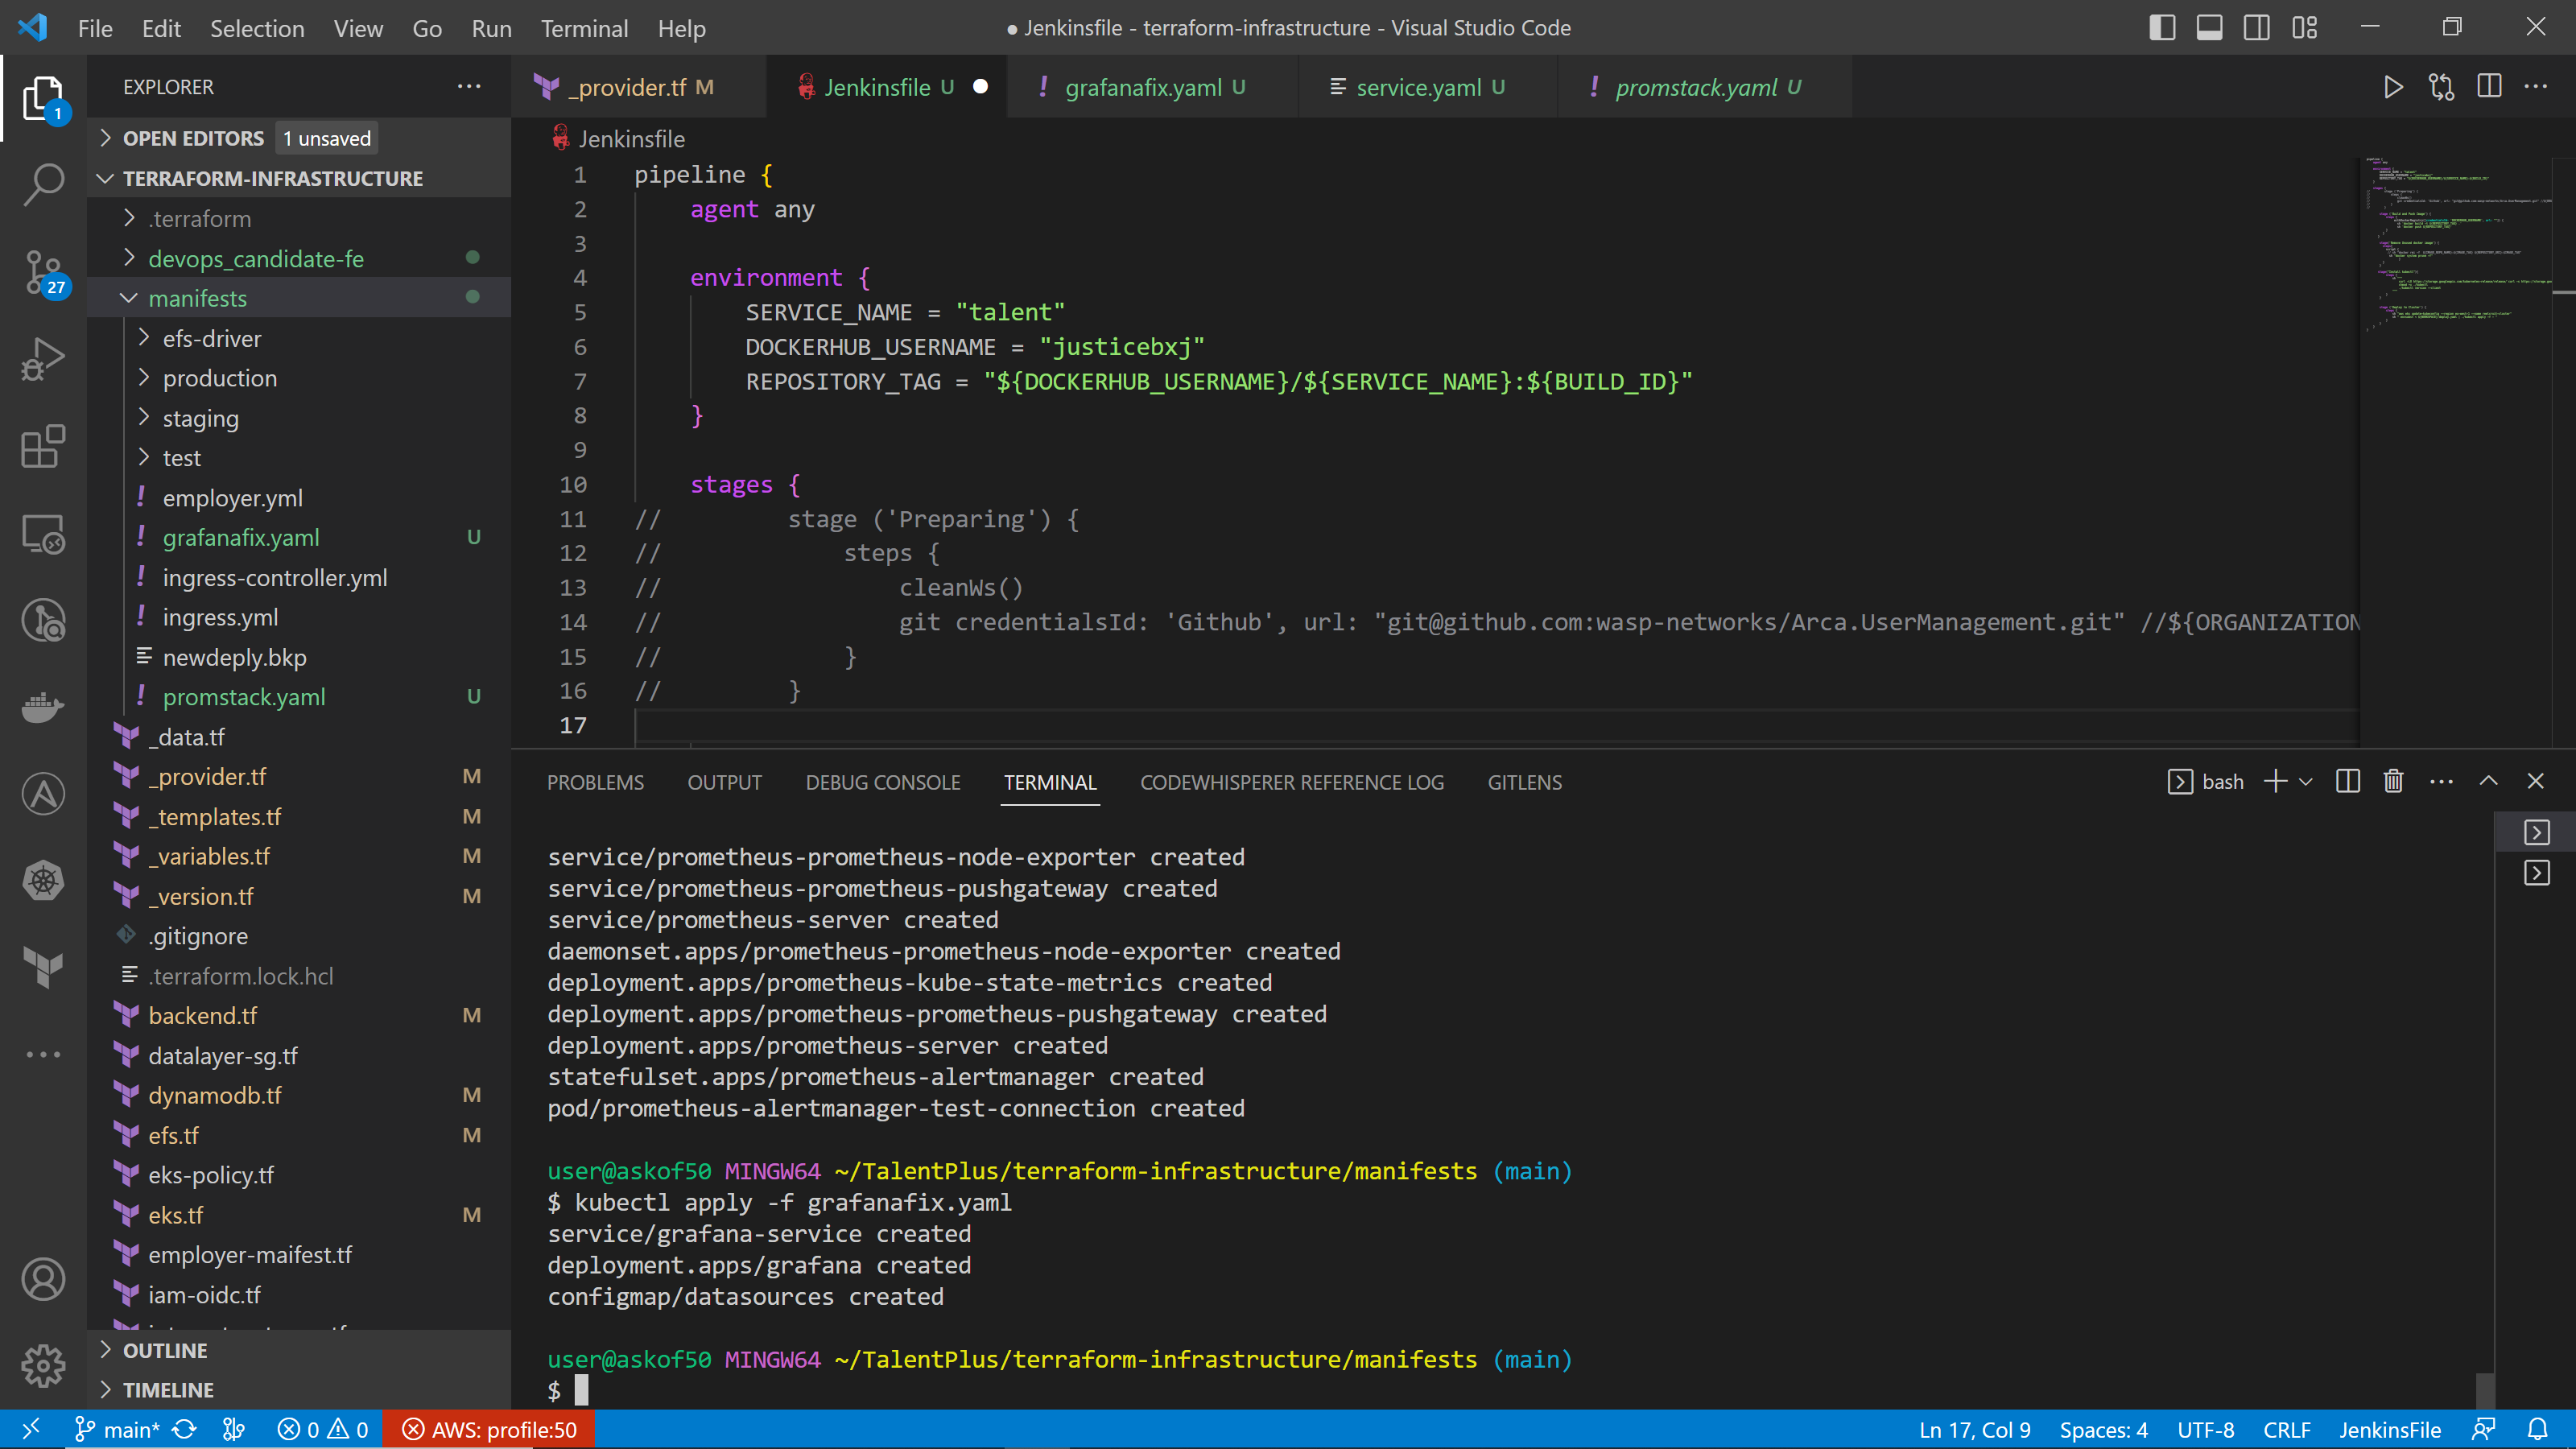 File Edit Selection View Go Run Terminal Help
● Jenkinsfile - terraform-infrastructure - Visual Studio Code
EXPLORER
OPEN EDITORS 1 unsaved
TERRAFORM-INFRASTRUCTURE
.terraform
devops_candidate-fe
manifests
efs-driver
production
staging
test
employer.yml
grafanafix.yaml U
ingress-controller.yml
ingress.yml
newdeply.bkp
promstack.yaml U
_data.tf
_provider.tf M
_templates.tf M
_variables.tf M
_version.tf M
.gitignore
.terraform.lock.hcl
backend.tf M
datalayer-sg.tf
dynamodb.tf M
efs.tf M
eks-policy.tf
eks.tf M
employer-maifest.tf
iam-oidc.tf
OUTLINE
TIMELINE
1
27
_provider.tf M Jenkinsfile U grafanafix.yaml U service.yaml U promstack.yaml U
Jenkinsfile
1 pipeline {
2 agent any
3
4 environment {
5 SERVICE_NAME = "talent"
6 DOCKERHUB_USERNAME = "justicebxj"
7 REPOSITORY_TAG = "${DOCKERHUB_USERNAME}/${SERVICE_NAME}:${BUILD_ID}"
8 }
9
10 stages {
11 // stage ('Preparing') {
12 // steps {
13 // cleanWs()
14 // git credentialsId: 'Github', url: "git@github.com:wasp-networks/Arca.UserManagement.git" //${ORGANIZATION
15 // }
16 // }
17
PROBLEMS OUTPUT DEBUG CONSOLE TERMINAL CODEWHISPERER REFERENCE LOG GITLENS
bash
service/prometheus-prometheus-node-exporter created
service/prometheus-prometheus-pushgateway created
service/prometheus-server created
daemonset.apps/prometheus-prometheus-node-exporter created
deployment.apps/prometheus-kube-state-metrics created
deployment.apps/prometheus-prometheus-pushgateway created
deployment.apps/prometheus-server created
statefulset.apps/prometheus-alertmanager created
pod/prometheus-alertmanager-test-connection created
user@askof50 MINGW64 ~/TalentPlus/terraform-infrastructure/manifests (main)
$ kubectl apply -f grafanafix.yaml
service/grafana-service created
deployment.apps/grafana created
configmap/datasources created
user@askof50 MINGW64 ~/TalentPlus/terraform-infrastructure/manifests (main)
$
main* 0 0 AWS: profile:50 Ln 17, Col 9 Spaces: 4 UTF-8 CRLF JenkinsFile